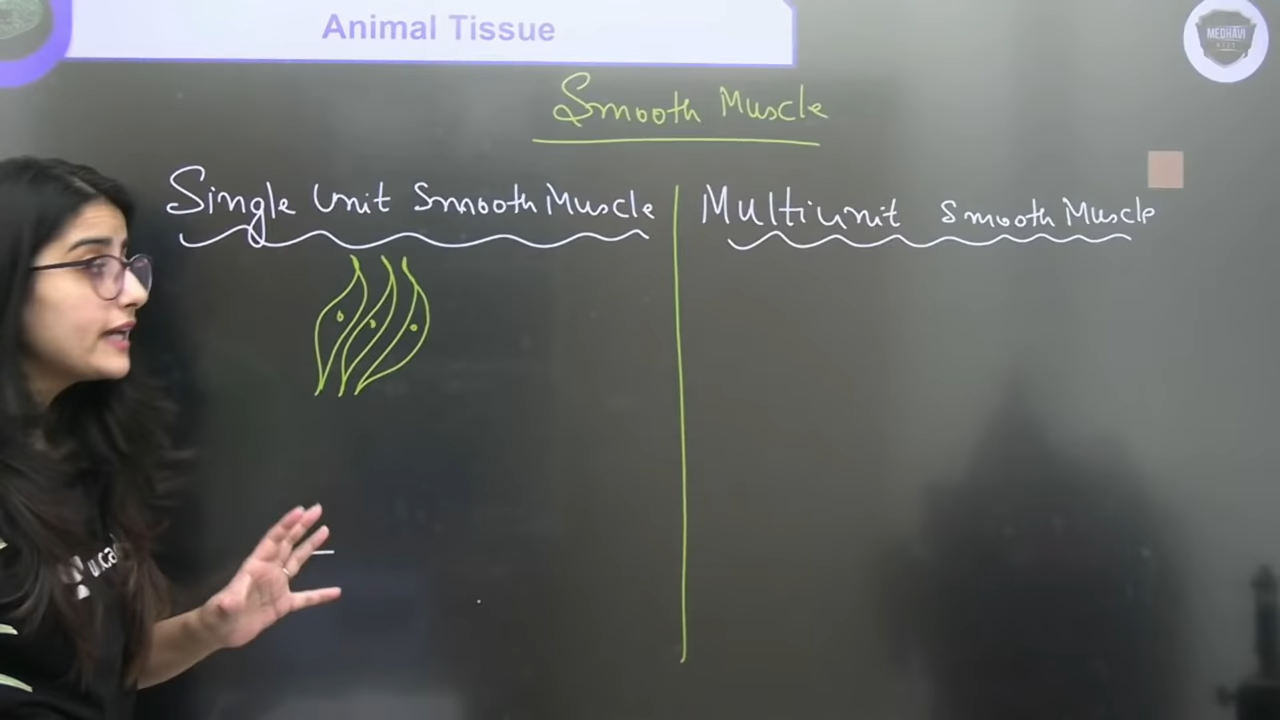 Animal Tissue
MEDHAVI
Smooth Muscle
Single Unit Smooth Muscle
Multiunit Smooth Muscle